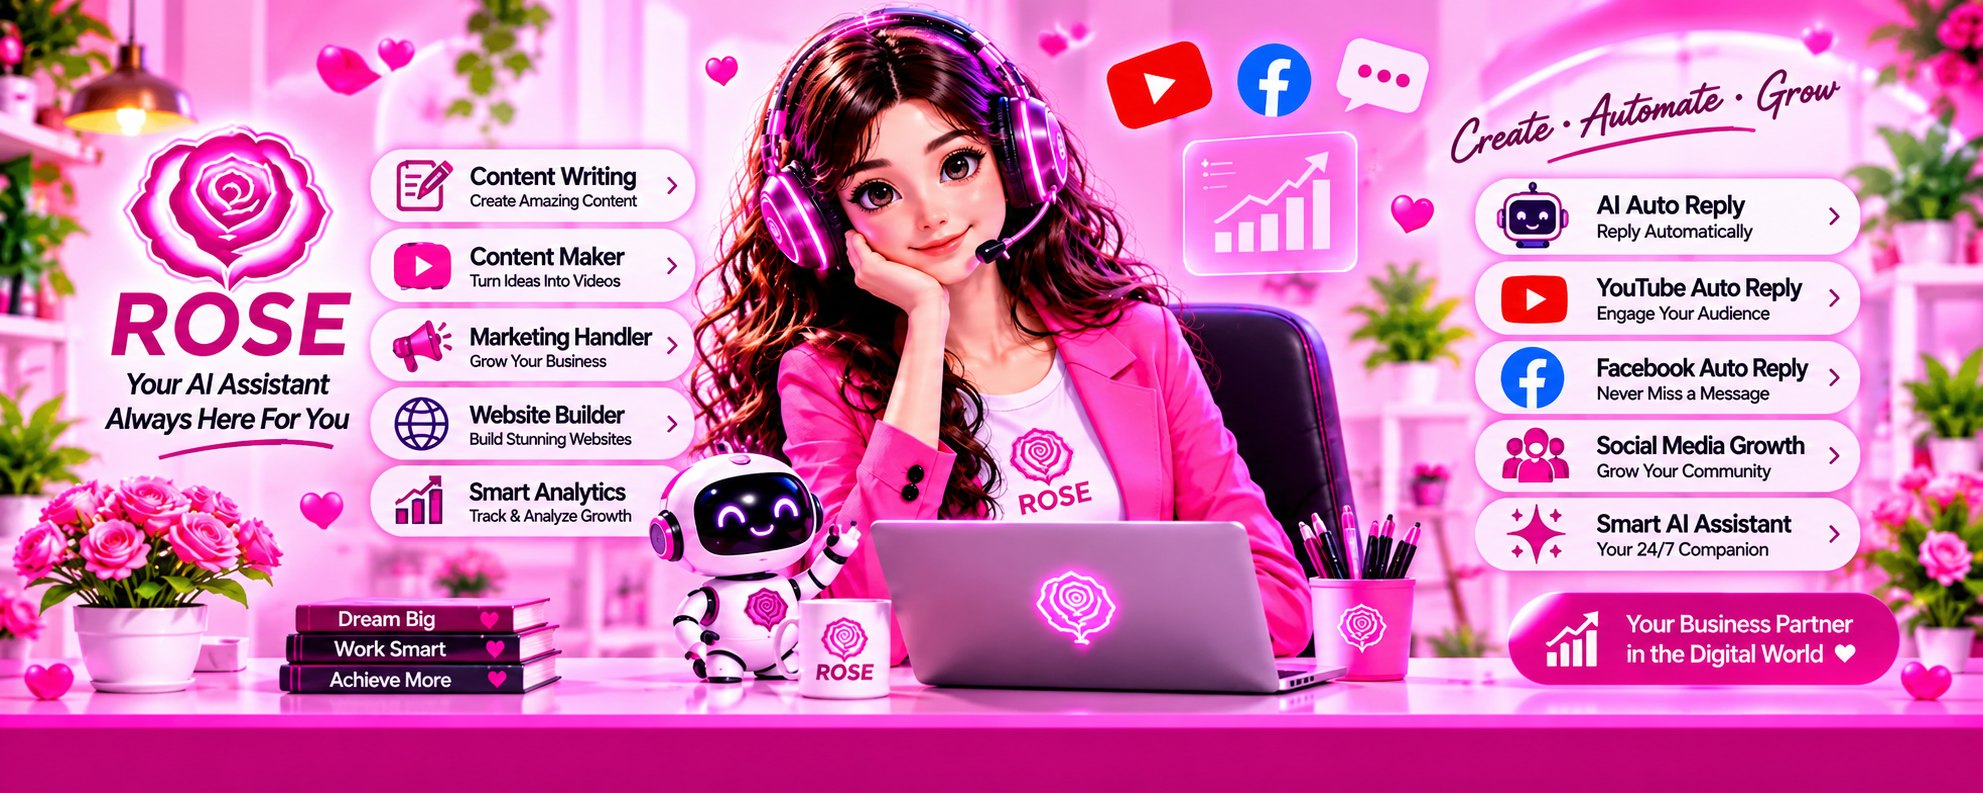 ROSE
Your AI Assistant
Always Here For You
Content Writing
Create Amazing Content
Content Maker
Turn Ideas Into Videos
Marketing Handler
Grow Your Business
Website Builder
Build Stunning Websites
Smart Analytics
Track & Analyze Growth
Dream Big
Work Smart
Achieve More
ROSE
ROSE
Create · Automate · Grow
AI Auto Reply
Reply Automatically
YouTube Auto Reply
Engage Your Audience
Facebook Auto Reply
Never Miss a Message
Social Media Growth
Grow Your Community
Smart AI Assistant
Your 24/7 Companion
Your Business Partner
in the Digital World